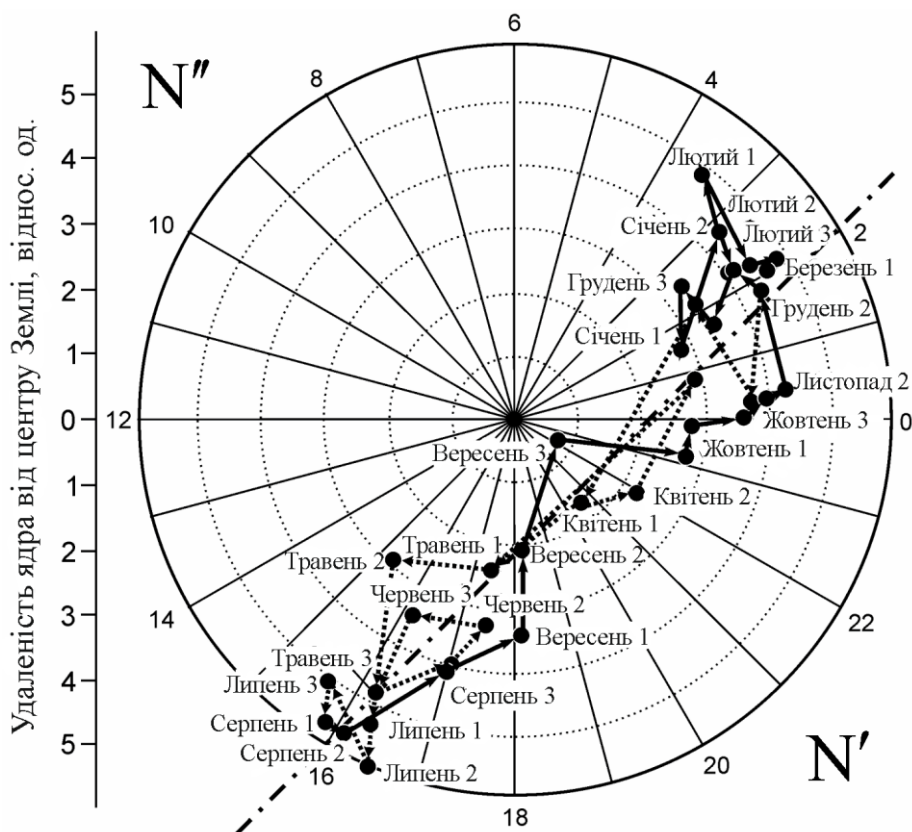 Удаленість ядра від центру Землі, віднос. од.
5
4
3
2
1
0
1
2
3
4
5
N″
N′
6
4
8
Лютий 1
10
Лютий 2
Січень 2
Лютий 3
2
Березень 1
Грудень 3
Грудень 2
Січень 1
Листопад 2
12
0
Жовтень 3
Вересень 3
Жовтень 1
Квітень 2
Квітень 1
Травень 1
Вересень 2
Травень 2
Червень 3
Червень 2
14
22
Вересень 1
Травень 3
Липень 3
Серпень 3
Серпень 1
Липень 1
Серпень 2
16
Липень 2
20
18